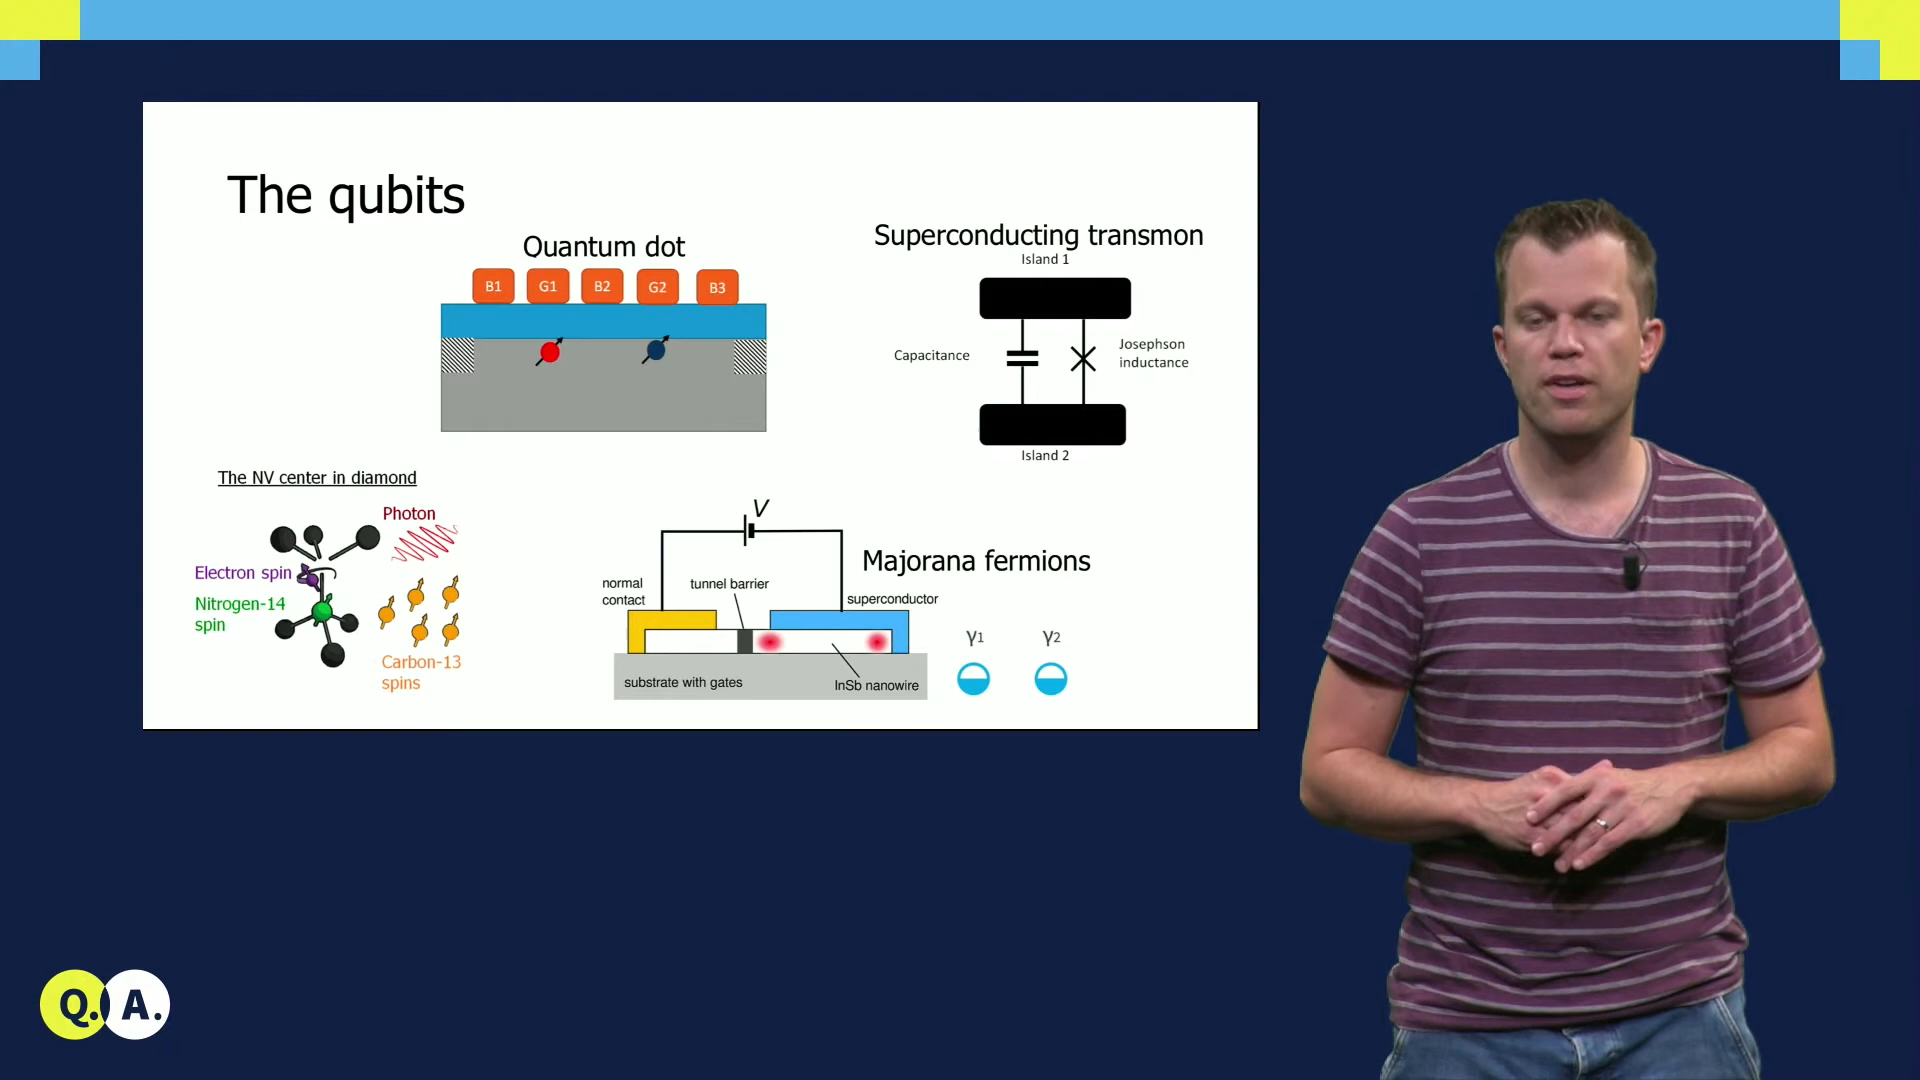 The qubits
Quantum dot
B1 G1 B2 G2 B3
Superconducting transmon
Island 1
Capacitance
Josephson
inductance
Island 2
The NV center in diamond
Photon
Electron spin
Nitrogen-14
spin
Carbon-13
spins
V
Majorana fermions
normal
contact
tunnel barrier
superconductor
substrate with gates
InSb nanowire
γ1 γ2
Q. A.